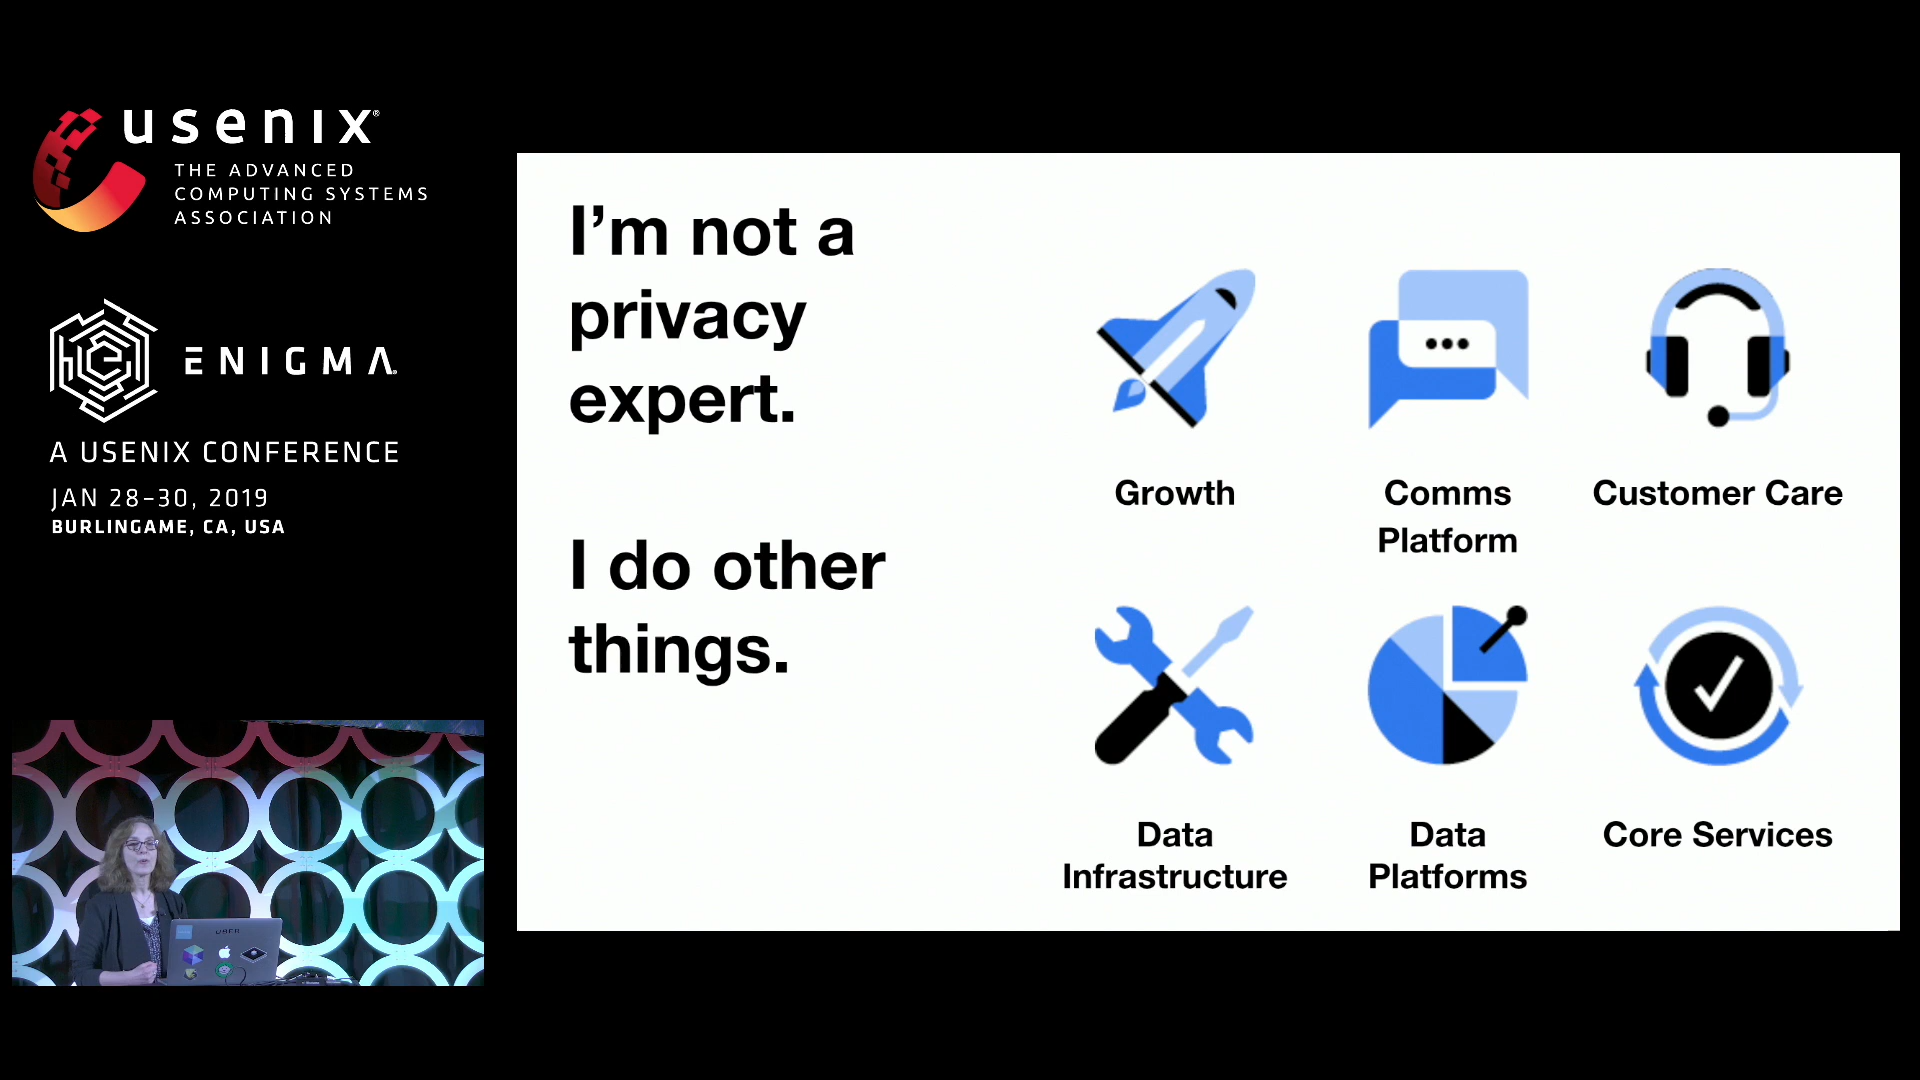 usenix®
THE ADVANCED
COMPUTING SYSTEMS
ASSOCIATION
ENIGMA.
A USENIX CONFERENCE
JAN 28–30, 2019
BURLINGAME, CA, USA
I’m not a
privacy
expert.
I do other
things.
Growth
Comms
Platform
Customer Care
Data
Infrastructure
Data
Platforms
Core Services
UBER